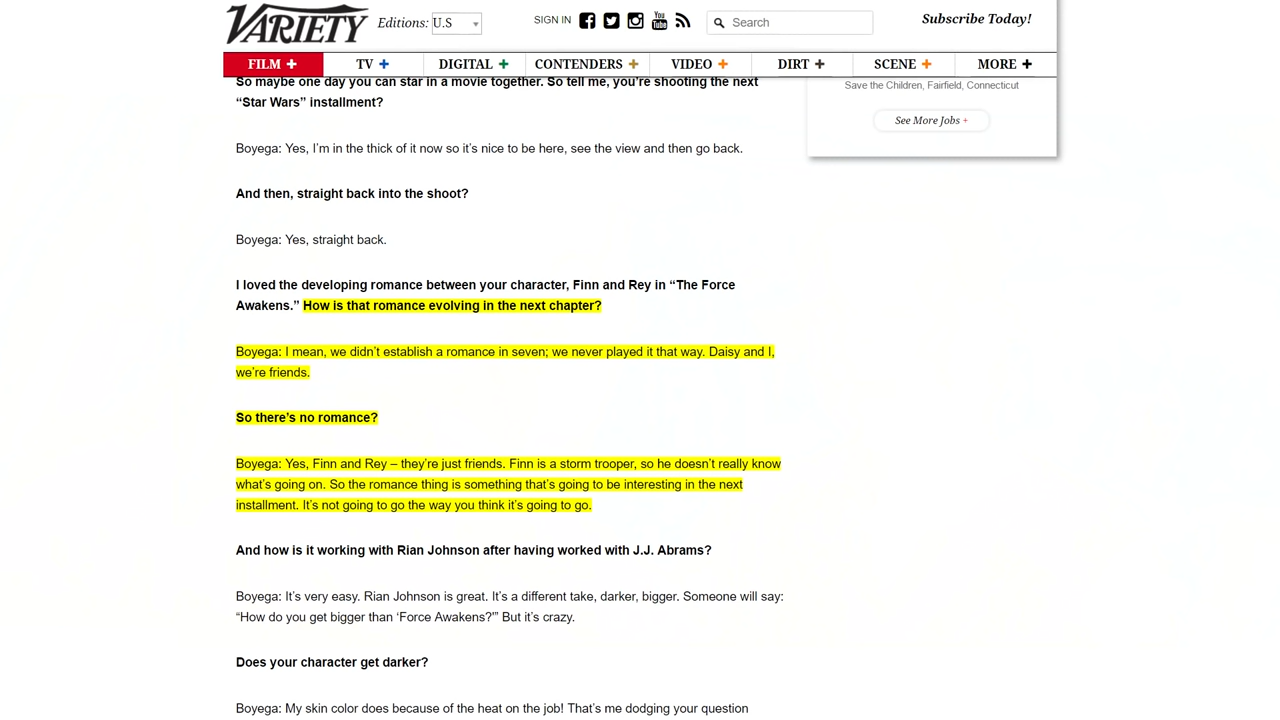 VARIETY Editions: U.S SIGN IN You Tube Search Subscribe Today!
FILM + TV + DIGITAL + CONTENDERS + VIDEO + DIRT + SCENE + MORE +
So maybe one day you can star in a movie together. So tell me, you’re shooting the next
“Star Wars” installment?
Save the Children, Fairfield, Connecticut
See More Jobs +
Boyega: Yes, I’m in the thick of it now so it’s nice to be here, see the view and then go back.
And then, straight back into the shoot?
Boyega: Yes, straight back.
I loved the developing romance between your character, Finn and Rey in “The Force
Awakens.” How is that romance evolving in the next chapter?
Boyega: I mean, we didn’t establish a romance in seven; we never played it that way. Daisy and I,
we’re friends.
So there’s no romance?
Boyega: Yes, Finn and Rey – they’re just friends. Finn is a storm trooper, so he doesn’t really know
what’s going on. So the romance thing is something that’s going to be interesting in the next
installment. It’s not going to go the way you think it’s going to go.
And how is it working with Rian Johnson after having worked with J.J. Abrams?
Boyega: It’s very easy. Rian Johnson is great. It’s a different take, darker, bigger. Someone will say:
“How do you get bigger than ‘Force Awakens?’” But it’s crazy.
Does your character get darker?
Boyega: My skin color does because of the heat on the job! That’s me dodging your question